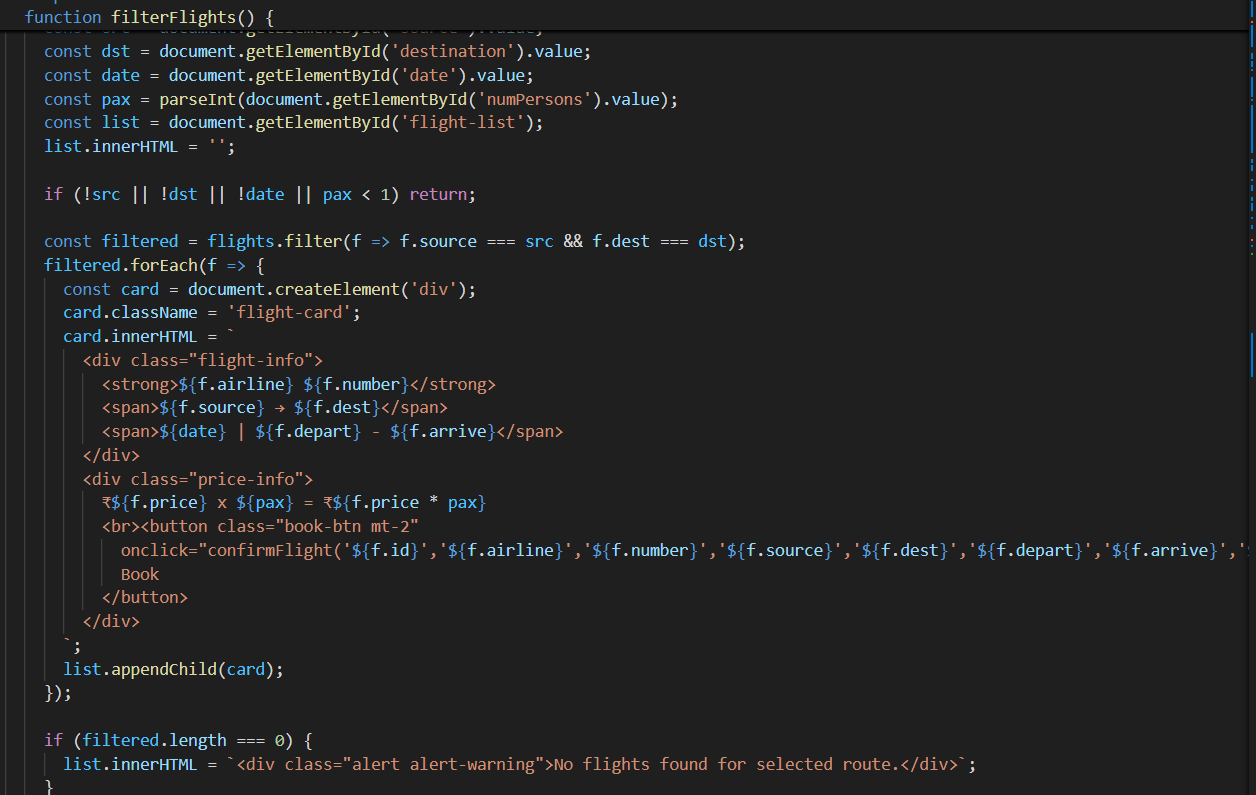 function filterFlights() {
const dst = document.getElementById('destination').value;
const date = document.getElementById('date').value;
const pax = parseInt(document.getElementById('numPersons').value);
const list = document.getElementById('flight-list');
list.innerHTML = '';
if (!src || !dst || !date || pax < 1) return;
const filtered = flights.filter(f => f.source === src && f.dest === dst);
filtered.forEach(f => {
const card = document.createElement('div');
card.className = 'flight-card';
card.innerHTML = `
<div class="flight-info">
<strong>${f.airline} ${f.number}</strong>
<span>${f.source} → ${f.dest}</span>
<span>${date} | ${f.depart} - ${f.arrive}</span>
</div>
<div class="price-info">
₹${f.price} x ${pax} = ₹${f.price * pax}
<br><button class="book-btn mt-2"
onclick="confirmFlight('${f.id}','${f.airline}','${f.number}','${f.source}','${f.dest}','${f.depart}','${f.arrive}','
Book
</button>
</div>
`;
list.appendChild(card);
});
if (filtered.length === 0) {
list.innerHTML = `<div class="alert alert-warning">No flights found for selected route.</div>`;
}